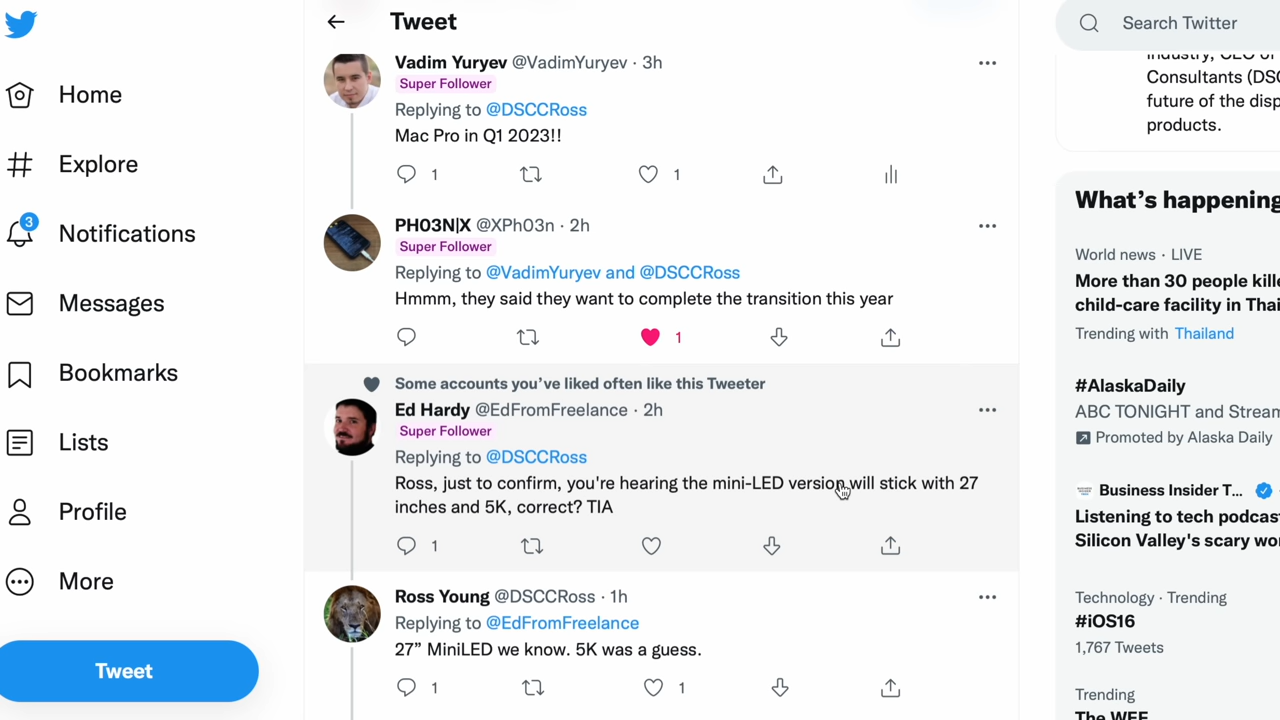 Home
Explore
3
Notifications
Messages
Bookmarks
Lists
Profile
More
Tweet
Tweet
Vadim Yuryev @VadimYuryev · 3h
Super Follower
Replying to @DSCCRoss
Mac Pro in Q1 2023!!
1
1
PH03N|X @XPh03n · 2h
Super Follower
Replying to @VadimYuryev and @DSCCRoss
Hmmm, they said they want to complete the transition this year
1
Some accounts you’ve liked often like this Tweeter
Ed Hardy @EdFromFreelance · 2h
Super Follower
Replying to @DSCCRoss
Ross, just to confirm, you're hearing the mini-LED version will stick with 27
inches and 5K, correct? TIA
1
Ross Young @DSCCRoss · 1h
Replying to @EdFromFreelance
27” MiniLED we know. 5K was a guess.
1
1
Search Twitter
Consultants (DSC
future of the disp
products.
What’s happening
World news · LIVE
More than 30 people kille
child-care facility in Thai
Trending with Thailand
#AlaskaDaily
ABC TONIGHT and Stream
Promoted by Alaska Daily
Business Insider T...
Listening to tech podcast
Silicon Valley's scary wo
Technology · Trending
#iOS16
1,767 Tweets
Trending